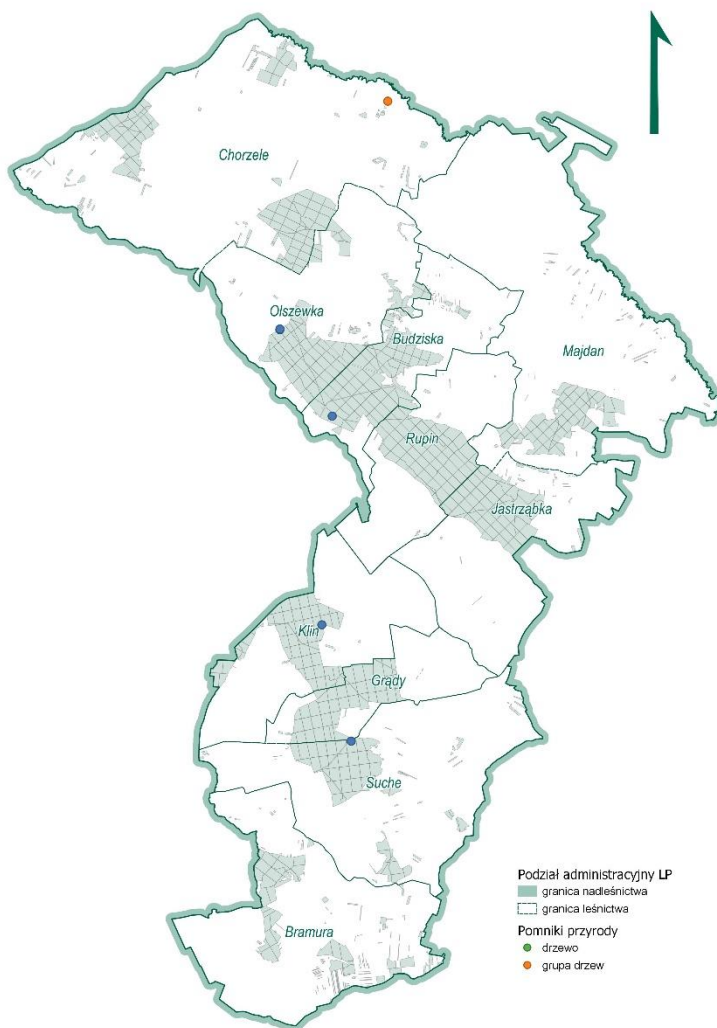 Chorzele
Olszewka
Budziska
Majdan
Rupin
Jastrząbka
Klin
Grądy
Suche
Bramura
Podział administracyjny LP
granica nadleśnictwa
granica leśnictwa
Pomniki przyrody
drzewo
grupa drzew